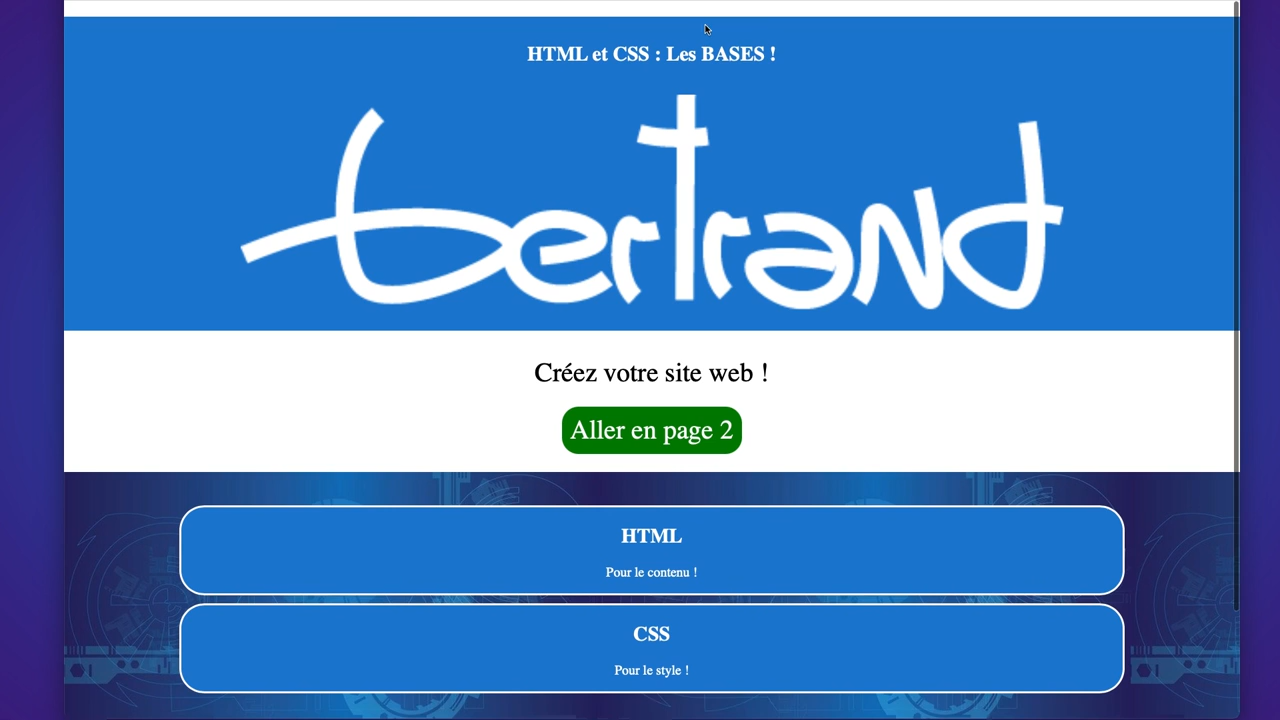 HTML et CSS : Les BASES !
bertrand
Créez votre site web !
Aller en page 2
HTML
Pour le contenu !
CSS
Pour le style !